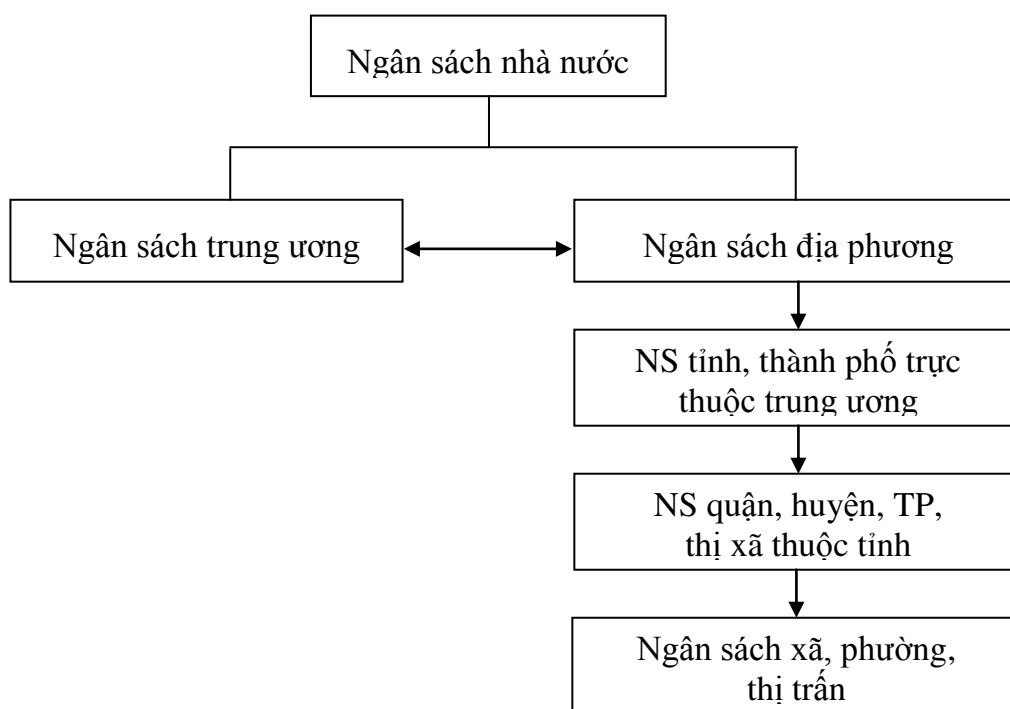 Ngân sách nhà nước
Ngân sách trung ương
Ngân sách địa phương
NS tỉnh, thành phố trực
thuộc trung ương
NS quận, huyện, TP,
thị xã thuộc tỉnh
Ngân sách xã, phường,
thị trấn